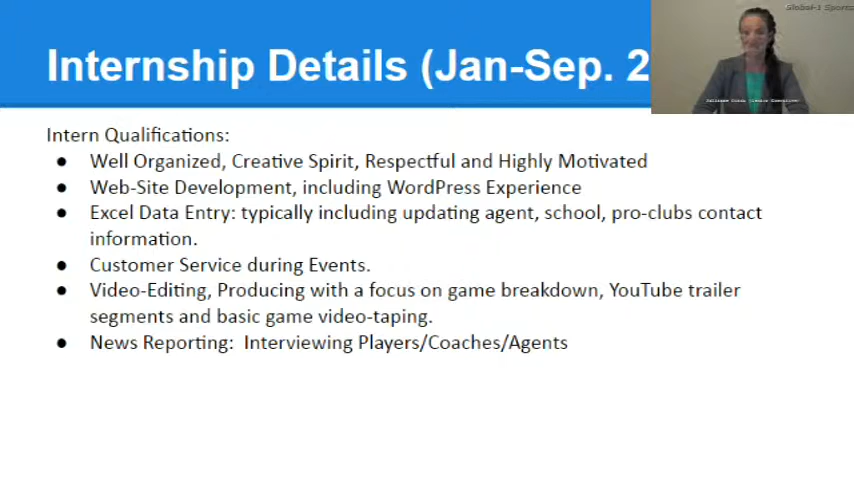 Global-1 Sports
Internship Details (Jan-Sep. 2
Intern Qualifications:
● Well Organized, Creative Spirit, Respectful and Highly Motivated
● Web-Site Development, including WordPress Experience
● Excel Data Entry: typically including updating agent, school, pro-clubs contact
information.
● Customer Service during Events.
● Video-Editing, Producing with a focus on game breakdown, YouTube trailer
segments and basic game video-taping.
● News Reporting:  Interviewing Players/Coaches/Agents